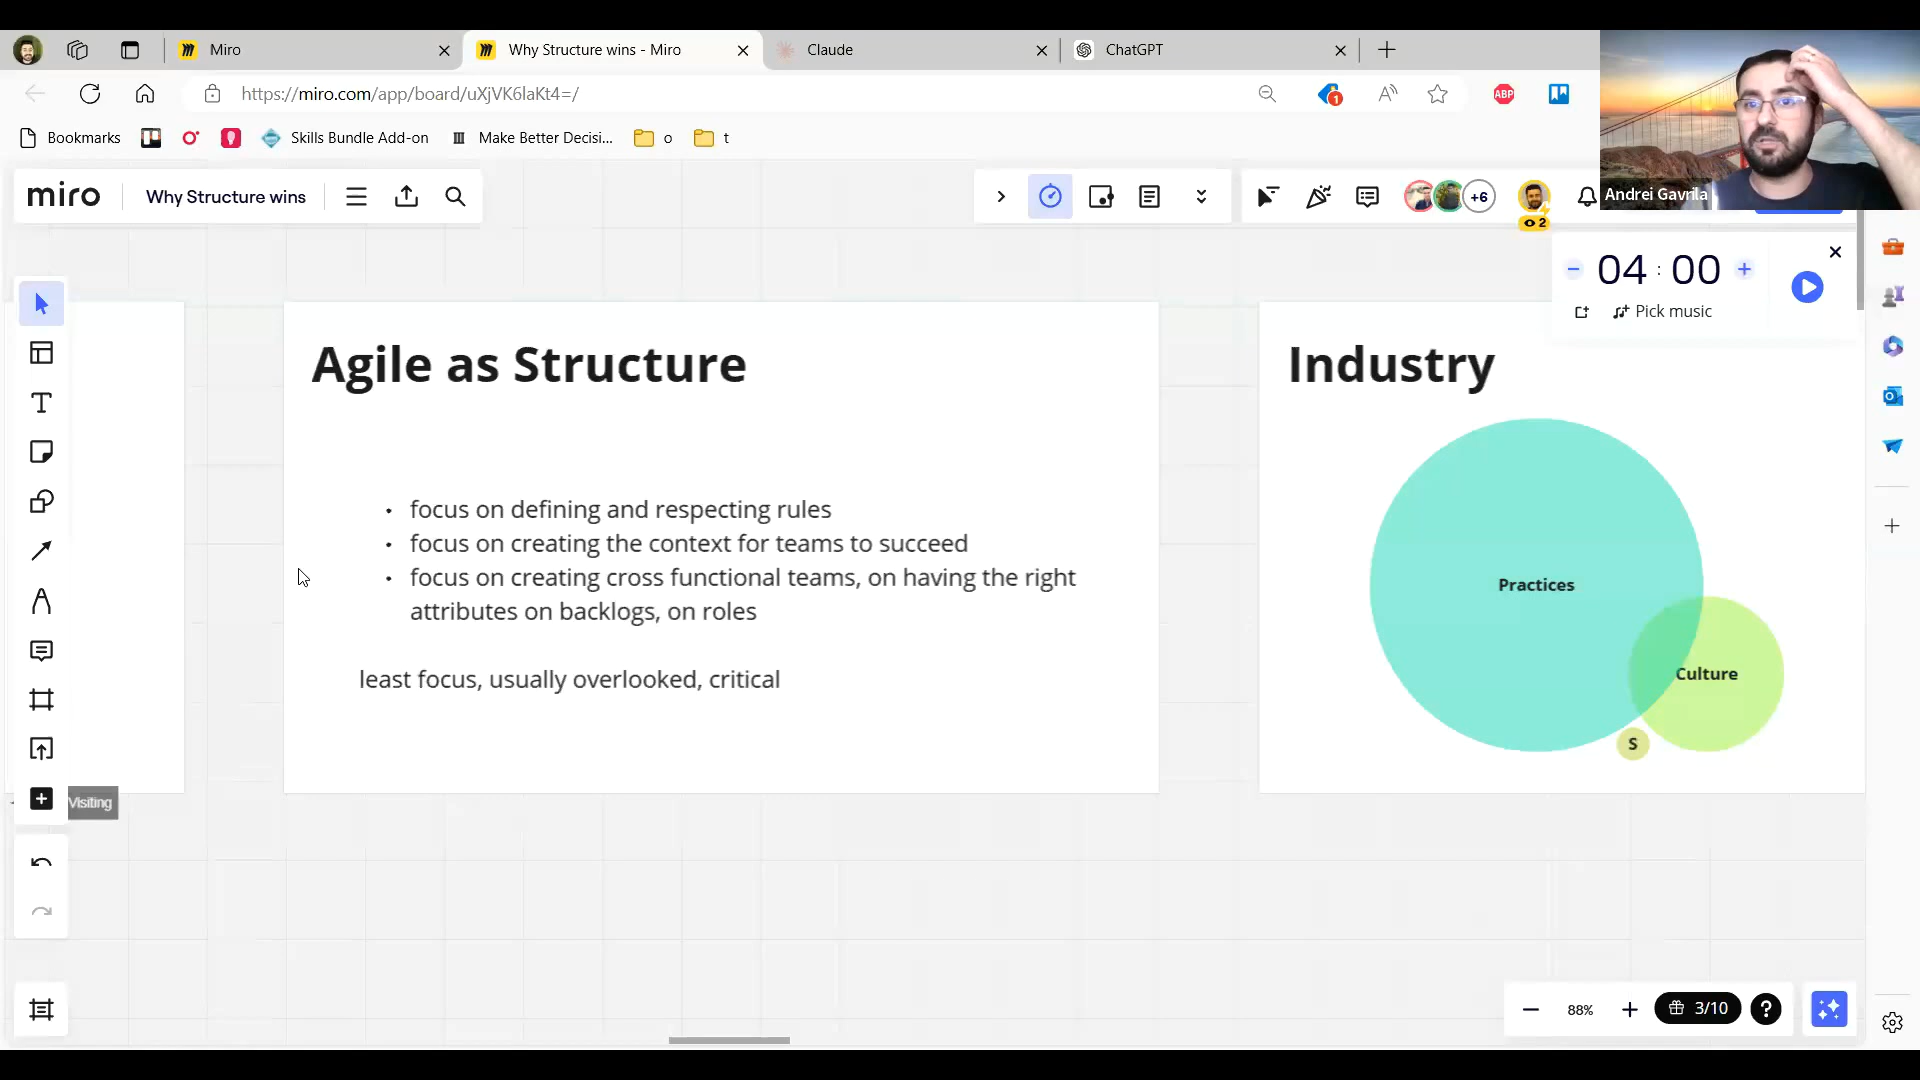 Miro
Why Structure wins - Miro
Claude
ChatGPT
https://miro.com/app/board/uXjVK6laKt4=/
1
ABP
Bookmarks
Skills Bundle Add-on
Make Better Decisi...
o
t
Andrei Gavrila
miro
Why Structure wins
+6
2
04 : 00
Pick music
Agile as Structure
• focus on defining and respecting rules
• focus on creating the context for teams to succeed
• focus on creating cross functional teams, on having the right
attributes on backlogs, on roles
least focus, usually overlooked, critical
Industry
Practices
Culture
S
Visiting
88%
3/10
?